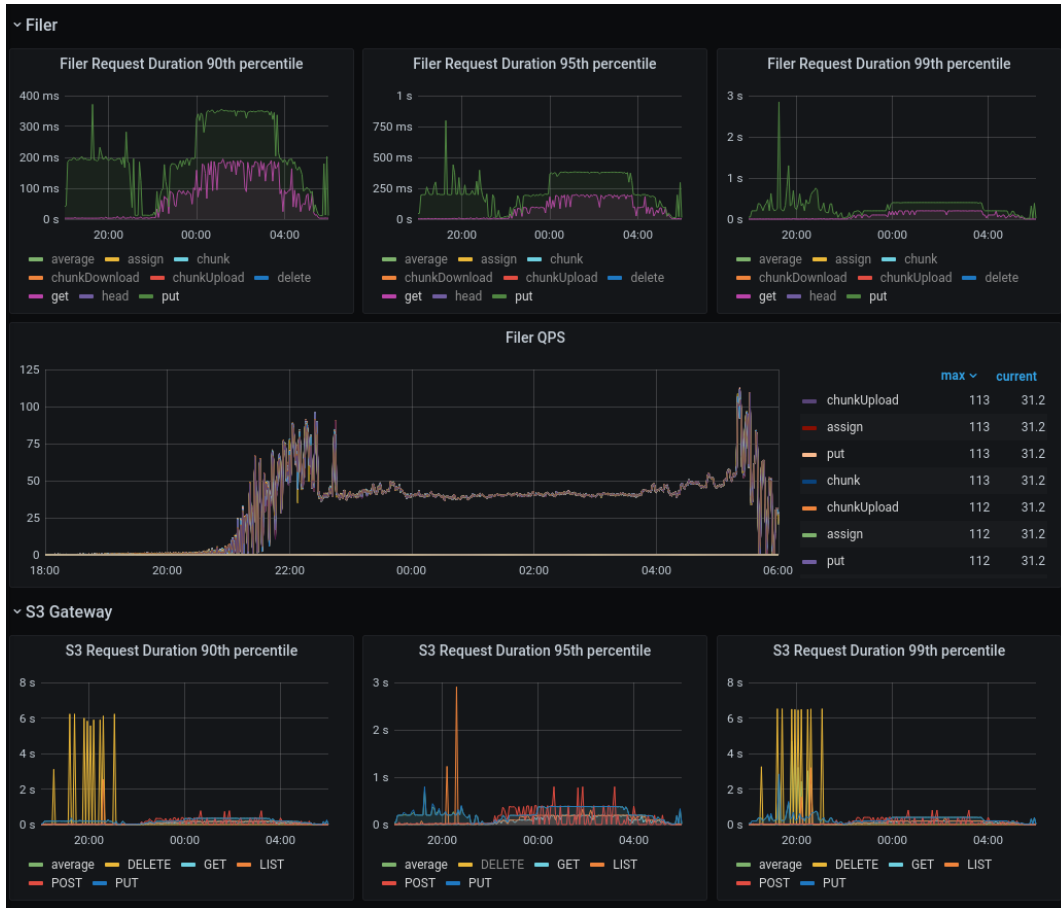 Filer
Filer Request Duration 90th percentile
400 ms
300 ms
200 ms
100 ms
0 s
20:00 00:00 04:00
average assign chunk
chunkDownload chunkUpload delete
get head put
Filer Request Duration 95th percentile
1 s
750 ms
500 ms
250 ms
0 s
20:00 00:00 04:00
average assign chunk
chunkDownload chunkUpload delete
get head put
Filer Request Duration 99th percentile
3 s
2 s
1 s
0 s
20:00 00:00 04:00
average assign chunk
chunkDownload chunkUpload delete
get head put
Filer QPS
125
100
75
50
25
0
18:00 20:00 22:00 00:00 02:00 04:00 06:00
max current
chunkUpload 113 31.2
assign 113 31.2
put 113 31.2
chunk 113 31.2
chunkUpload 112 31.2
assign 112 31.2
put 112 31.2
S3 Gateway
S3 Request Duration 90th percentile
8 s
6 s
4 s
2 s
0 s
20:00 00:00 04:00
average DELETE GET LIST
POST PUT
S3 Request Duration 95th percentile
3 s
2 s
1 s
0 s
20:00 00:00 04:00
average DELETE GET LIST
POST PUT
S3 Request Duration 99th percentile
8 s
6 s
4 s
2 s
0 s
20:00 00:00 04:00
average DELETE GET LIST
POST PUT